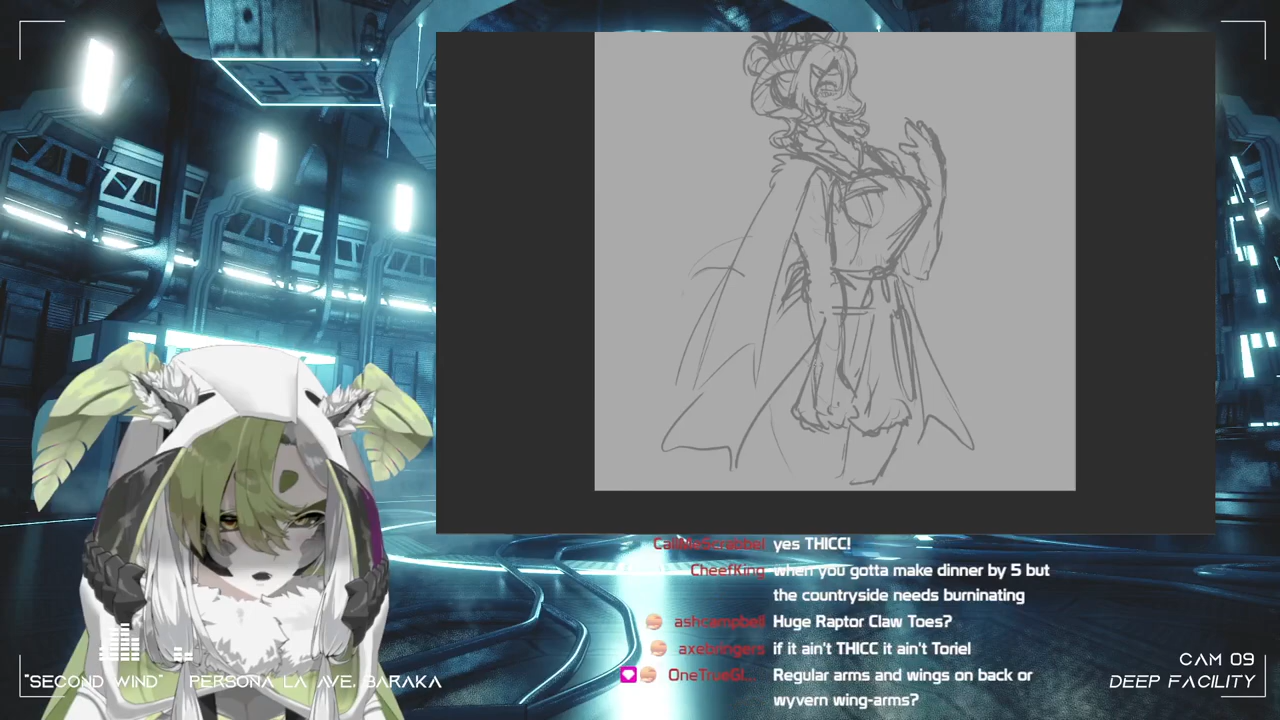 CallMeScrabbel yes THICC!
CheefKing when you gotta make dinner by 5 but
the countryside needs burninating
ashcampbell Huge Raptor Claw Toes?
axebringers if it ain't THICC it ain't Toriel
OneTrueGl... Regular arms and wings on back or
wyvern wing-arms?
"SECOND WIND" PERSONA LA AVE. BARAKA
CAM 09
DEEP FACILITY